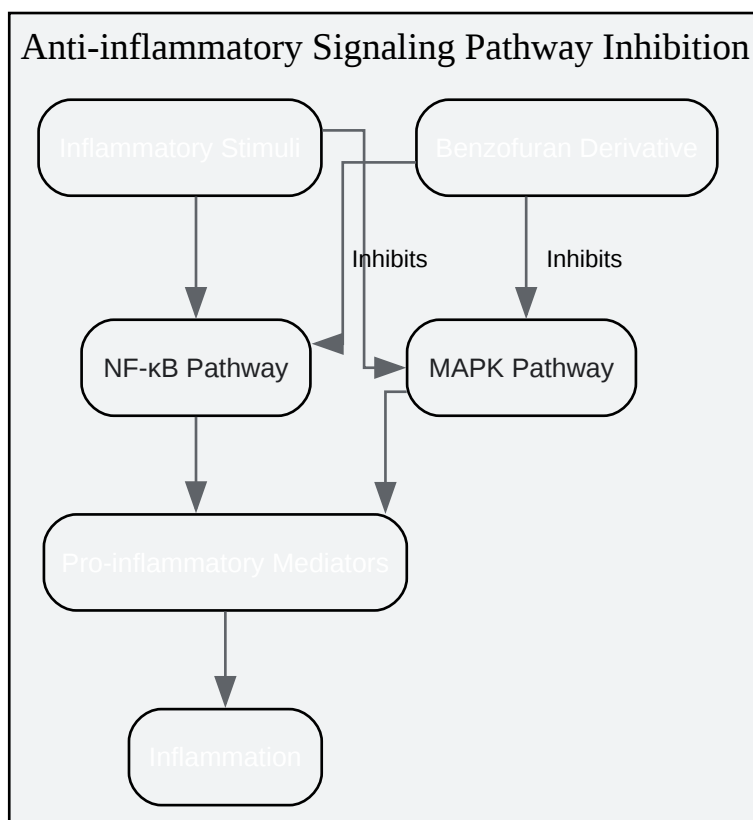 Anti-inflammatory Signaling Pathway Inhibition
Inflammatory Stimuli
Benzofuran Derivative
Inhibits
Inhibits
NF-κB Pathway
MAPK Pathway
Pro-inflammatory Mediators
Inflammation